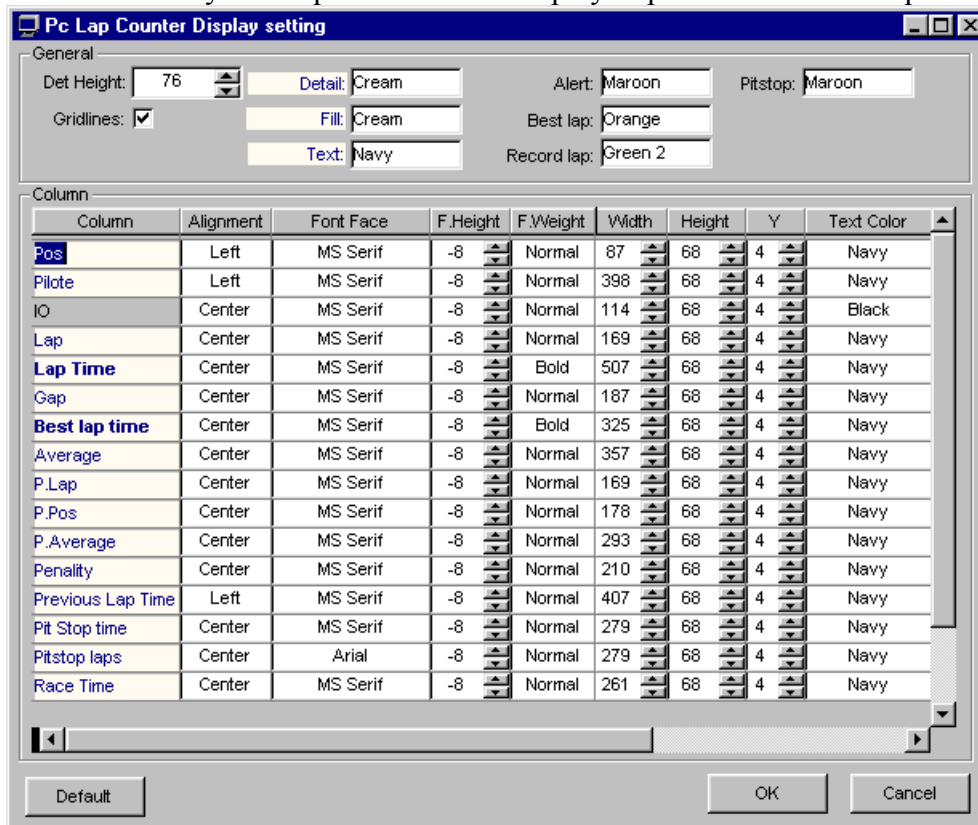 Pc Lap Counter Display setting
General
Det Height: 76 Detail: Cream Alert: Maroon Pitstop: Maroon
Gridlines: Fill: Cream Best lap: Orange
Text: Navy Record lap: Green 2
Column
Column Alignment Font Face F.Height F.Weight Width Height Y Text Color
Pos Left MS Serif -8 Normal 87 68 4 Navy
Pilote Left MS Serif -8 Normal 398 68 4 Navy
IO Center MS Serif -8 Normal 114 68 4 Black
Lap Center MS Serif -8 Normal 169 68 4 Navy
Lap Time Center MS Serif -8 Bold 507 68 4 Navy
Gap Center MS Serif -8 Normal 187 68 4 Navy
Best lap time Center MS Serif -8 Bold 325 68 4 Navy
Average Center MS Serif -8 Normal 357 68 4 Navy
P.Lap Center MS Serif -8 Normal 169 68 4 Navy
P.Pos Center MS Serif -8 Normal 178 68 4 Navy
P.Average Center MS Serif -8 Normal 293 68 4 Navy
Penality Center MS Serif -8 Normal 210 68 4 Navy
Previous Lap Time Left MS Serif -8 Normal 407 68 4 Navy
Pit Stop time Center MS Serif -8 Normal 279 68 4 Navy
Pitstop laps Center Arial -8 Normal 279 68 4 Navy
Race Time Center MS Serif -8 Normal 261 68 4 Navy
Default OK Cancel